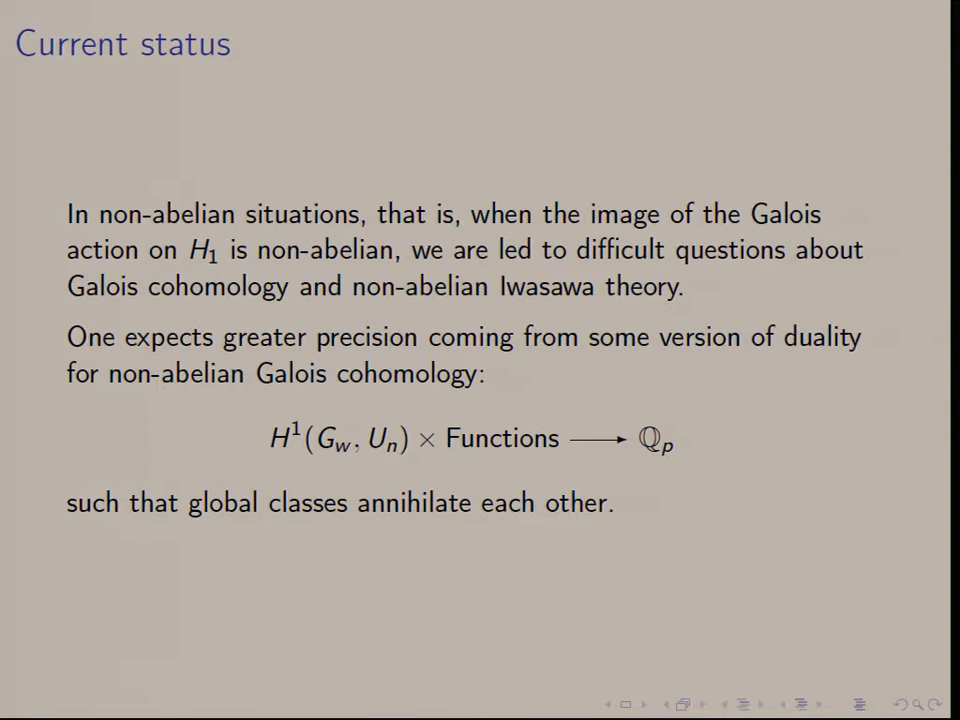 Current status
In non-abelian situations, that is, when the image of the Galois
action on H₁ is non-abelian, we are led to difficult questions about
Galois cohomology and non-abelian Iwasawa theory.
One expects greater precision coming from some version of duality
for non-abelian Galois cohomology:
H¹(G_w, U_n) × Functions ⟶ ℚ_p
such that global classes annihilate each other.